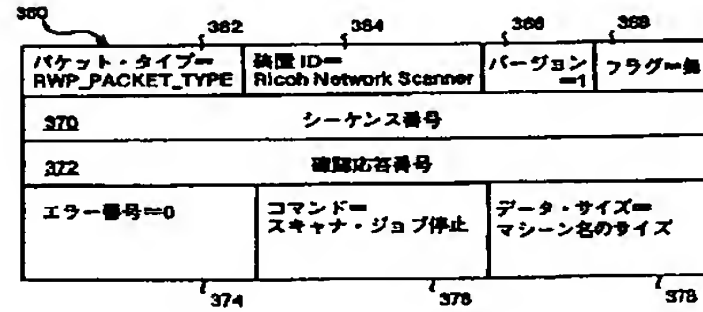 360
362
364
366
368
パケット・タイプ=
RWP_PACKET_TYPE
装置 ID=
Ricoh Network Scanner
バージョン
=1
フラグ=無
370
シーケンス番号
372
確認応答番号
エラー番号=0
コマンド=
スキャナ・ジョブ停止
データ・サイズ=
マシーン名のサイズ
374
376
378